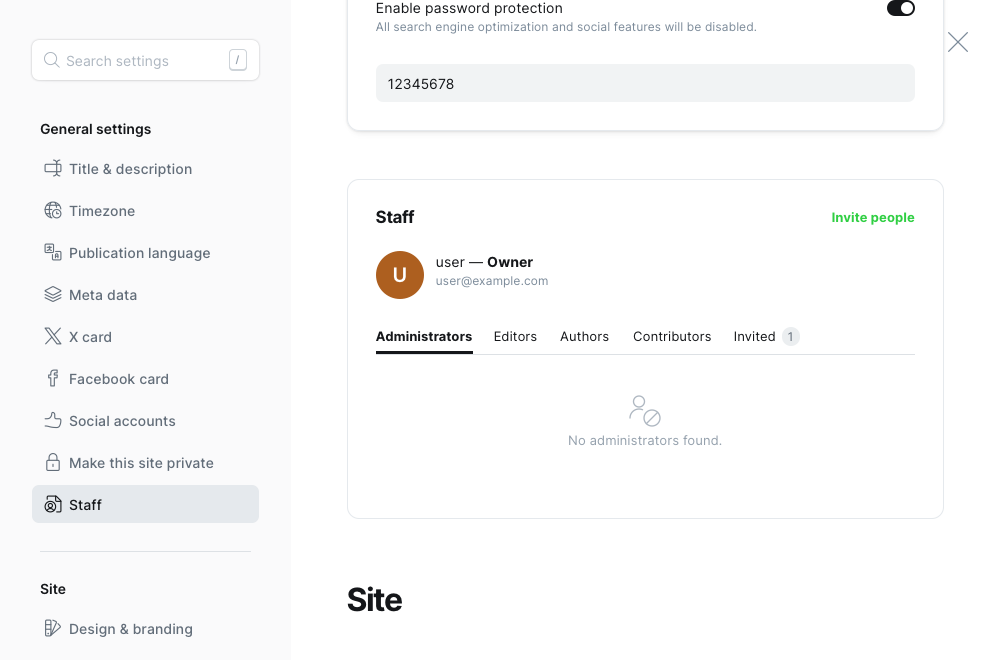 Search settings /
General settings
Title & description
Timezone
Publication language
Meta data
X card
Facebook card
Social accounts
Make this site private
Staff
Site
Design & branding
Enable password protection
All search engine optimization and social features will be disabled.
12345678
Staff
Invite people
U
user — Owner
user@example.com
Administrators Editors Authors Contributors Invited 1
No administrators found.
Site